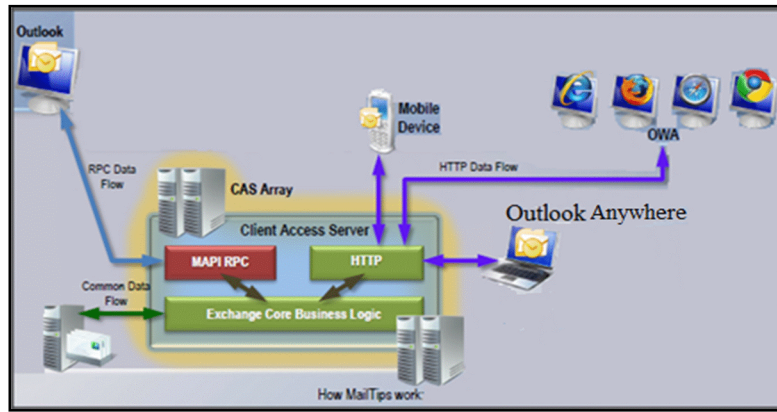 Outlook
Mobile
Device
OWA
RPC Data
Flow
HTTP Data Flow
CAS Array
Outlook Anywhere
Client Access Server
MAPI RPC
HTTP
Common Data
Flow
Exchange Core Business Logic
How MailTips work: